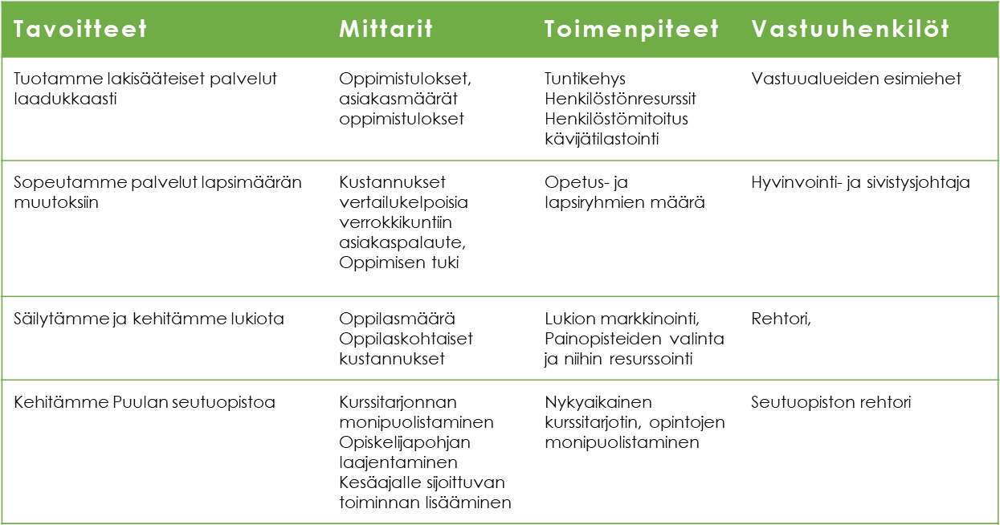 Tavoitteet Mittarit Toimenpiteet Vastuuhenkilöt
Tuotamme lakisääteiset palvelut
laadukkaasti
Oppimistulokset,
asiakasmäärät
oppimistulokset
Tuntikehys
Henkilöstönresurssit
Henkilöstömitoitus
kävijätilastointi
Vastuualueiden esimiehet
Sopeutamme palvelut lapsimäärän
muutoksiin
Kustannukset
vertailukelpoisia
verrokkikuntiin
asiakaspalaute,
Oppimisen tuki
Opetus- ja
lapsiryhmien määrä
Hyvinvointi- ja sivistysjohtaja
Säilytämme ja kehitämme lukiota
Oppilasmäärä
Oppilaskohtaiset
kustannukset
Lukion markkinointi,
Painopisteiden valinta
ja niihin resurssointi
Rehtori,
Kehitämme Puulan seutuopistoa
Kurssitarjonnan
monipuolistaminen
Opiskelijapohjan
laajentaminen
Kesäajalle sijoittuvan
toiminnan lisääminen
Nykyaikainen
kurssitarjotin, opintojen
monipuolistaminen
Seutuopiston rehtori